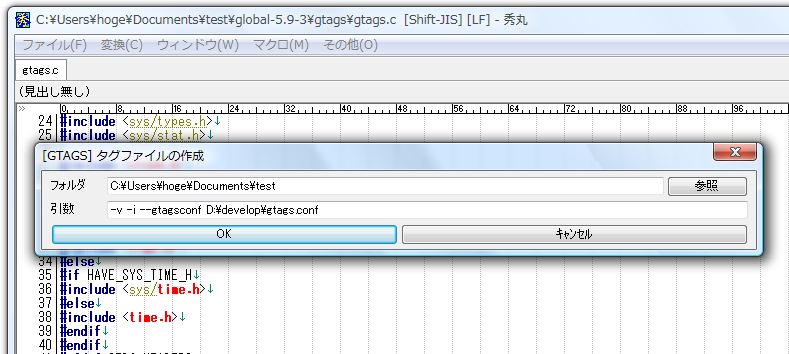 C:¥Users¥hoge¥Documents¥test¥global-5.9-3¥gtags¥gtags.c [Shift-JIS] [LF] - 秀丸
ファイル(F) 変換(C) ウィンドウ(W) マクロ(M) その他(O)
gtags.c
(見出し無し)
0 8 16 24 32 40 48 56 64 72 80 88 96
24 #include <sys/types.h>↓
25 #include <sys/stat.h>↓
[GTAGS] タグファイルの作成
フォルダ C:¥Users¥hoge¥Documents¥test 参照
引数 -v -i --gtagsconf D:¥develop¥gtags.conf
OK キャンセル
34 #else↓
35 #if HAVE_SYS_TIME_H↓
36 #include <sys/time.h>↓
37 #else↓
38 #include <time.h>↓
39 #endif↓
40 #endif↓